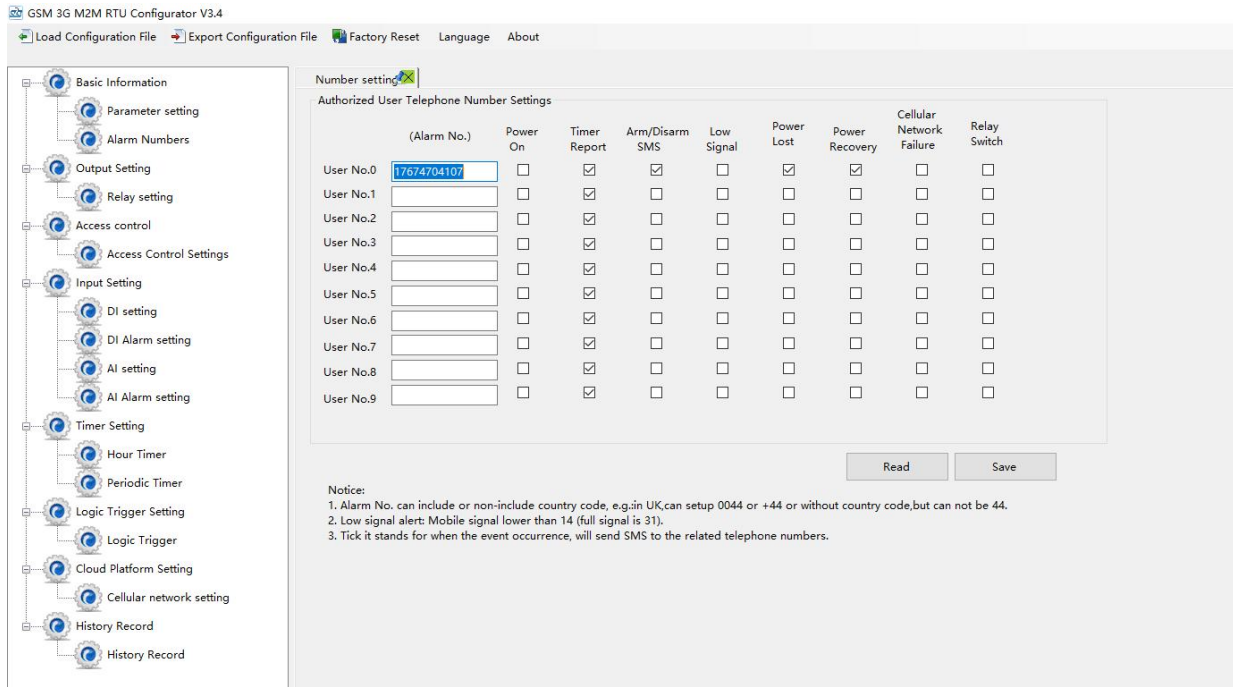 GSM 3G M2M RTU Configurator V3.4
Load Configuration File Export Configuration File Factory Reset Language About
Basic Information
Parameter setting
Alarm Numbers
Output Setting
Relay setting
Access control
Access Control Settings
Input Setting
DI setting
DI Alarm setting
AI setting
AI Alarm setting
Timer Setting
Hour Timer
Periodic Timer
Logic Trigger Setting
Logic Trigger
Cloud Platform Setting
Cellular network setting
History Record
History Record
Number setting
Authorized User Telephone Number Settings
(Alarm No.) Power On Timer Report Arm/Disarm SMS Low Signal Power Lost Power Recovery Cellular Network Failure Relay Switch
User No.0 17674704107
User No.1
User No.2
User No.3
User No.4
User No.5
User No.6
User No.7
User No.8
User No.9
Read Save
Notice:
1. Alarm No. can include or non-include country code, e.g.:in UK,can setup 0044 or +44 or without country code,but can not be 44.
2. Low signal alert: Mobile signal lower than 14 (full signal is 31).
3. Tick it stands for when the event occurrence, will send SMS to the related telephone numbers.